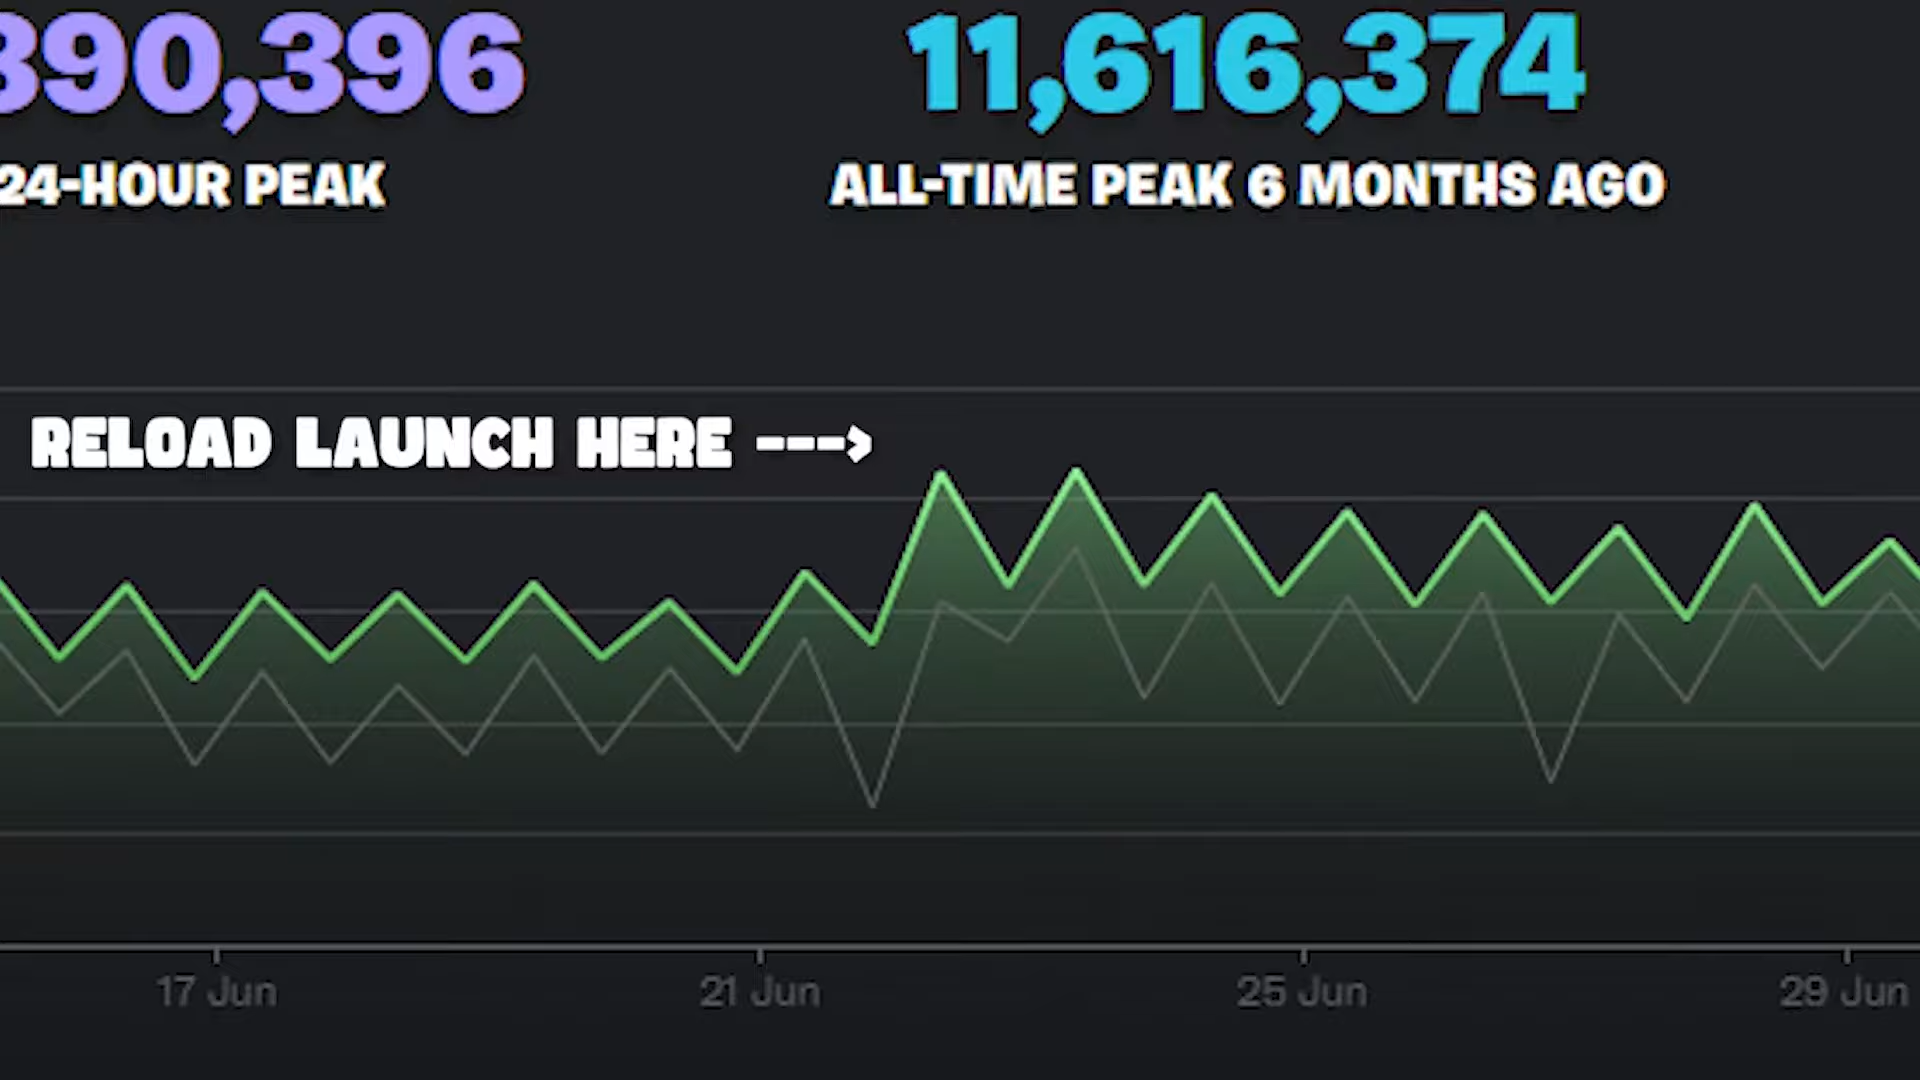 890,396
11,616,374
24-HOUR PEAK
ALL-TIME PEAK 6 MONTHS AGO
RELOAD LAUNCH HERE --->
17 Jun
21 Jun
25 Jun
29 Jun